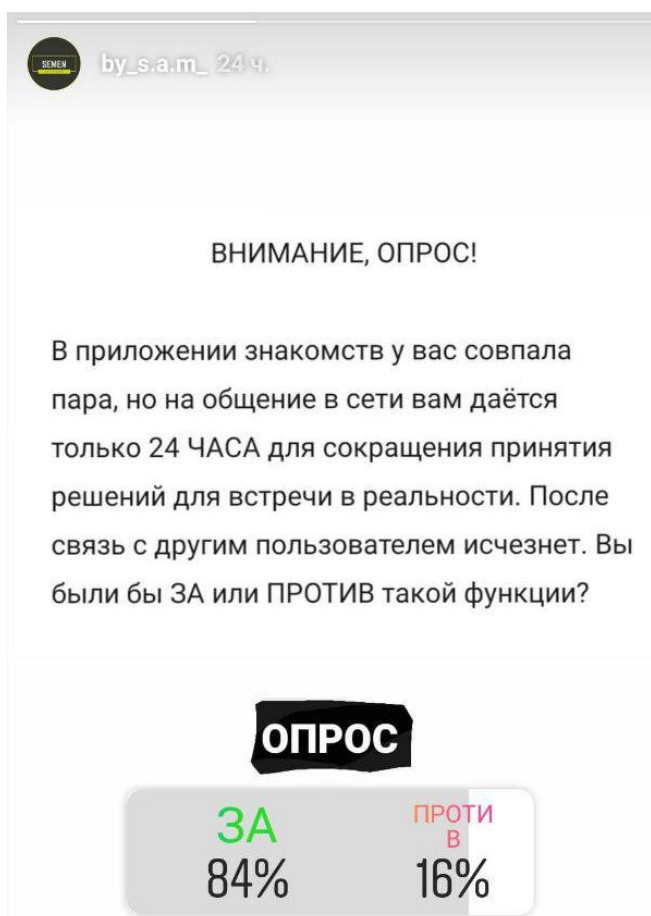 SEMEN
by_s.a.m_ 24 ч.
ВНИМАНИЕ, ОПРОС!
В приложении знакомств у вас совпала
пара, но на общение в сети вам даётся
только 24 ЧАСА для сокращения принятия
решений для встречи в реальности. После
связь с другим пользователем исчезнет. Вы
были бы ЗА или ПРОТИВ такой функции?
ОПРОС
ЗА
84%
ПРОТИ
В
16%